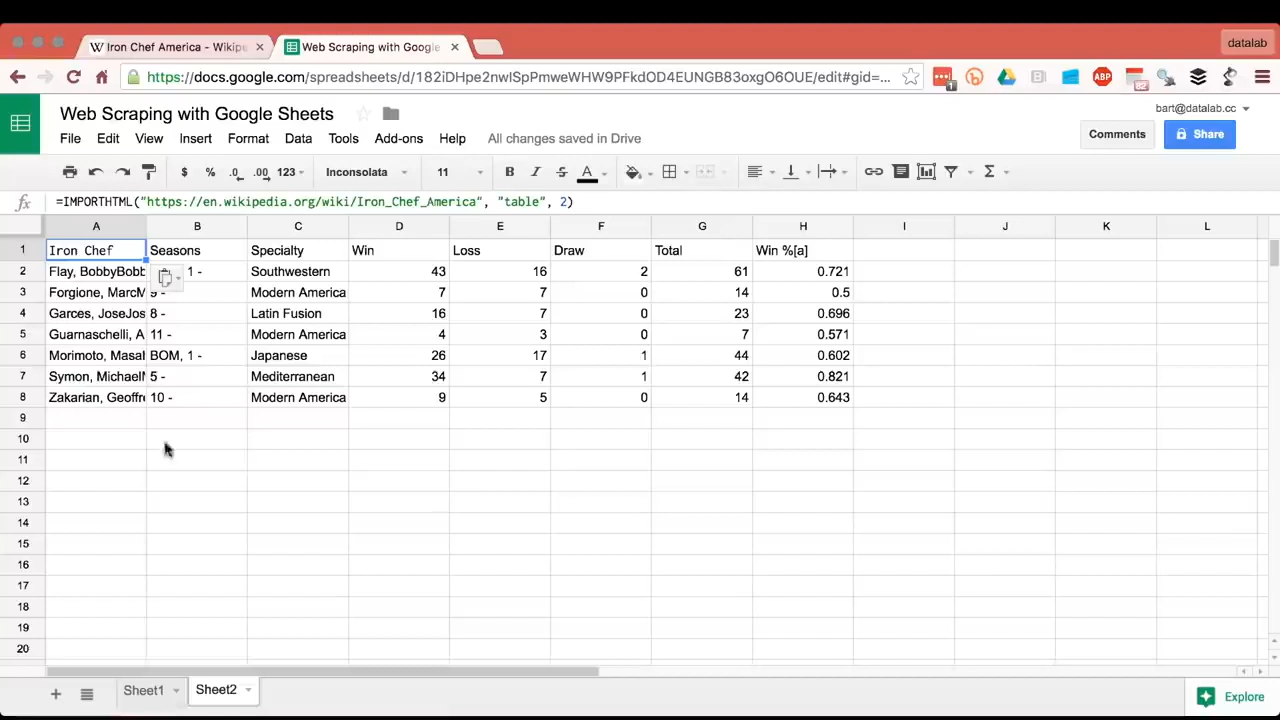 Iron Chef America - Wikipe
Web Scraping with Google
datalab
https://docs.google.com/spreadsheets/d/182iDHpe2nwlSpPmweWHW9PFkdOD4EUNGB83oxgO6OUE/edit#gid=...
1
ABP
Web Scraping with Google Sheets
bart@datalab.cc
File Edit View Insert Format Data Tools Add-ons Help All changes saved in Drive
Comments
Share
$ % .0 .00 123 Inconsolata 11 B I S A Σ
fx =IMPORTHTML("https://en.wikipedia.org/wiki/Iron_Chef_America", "table", 2)
A B C D E F G H I J K L
1 Iron Chef Seasons Specialty Win Loss Draw Total Win %[a]
2 Flay, BobbyBobb 1 - Southwestern 43 16 2 61 0.721
3 Forgione, MarcM 9 - Modern America 7 7 0 14 0.5
4 Garces, JoseJos 8 - Latin Fusion 16 7 0 23 0.696
5 Guarnaschelli, A 11 - Modern America 4 3 0 7 0.571
6 Morimoto, Masah BOM, 1 - Japanese 26 17 1 44 0.602
7 Symon, MichaelM 5 - Mediterranean 34 7 1 42 0.821
8 Zakarian, Geoffre 10 - Modern America 9 5 0 14 0.643
9
10
11
12
13
14
15
16
17
18
19
20
Sheet1
Sheet2
Explore